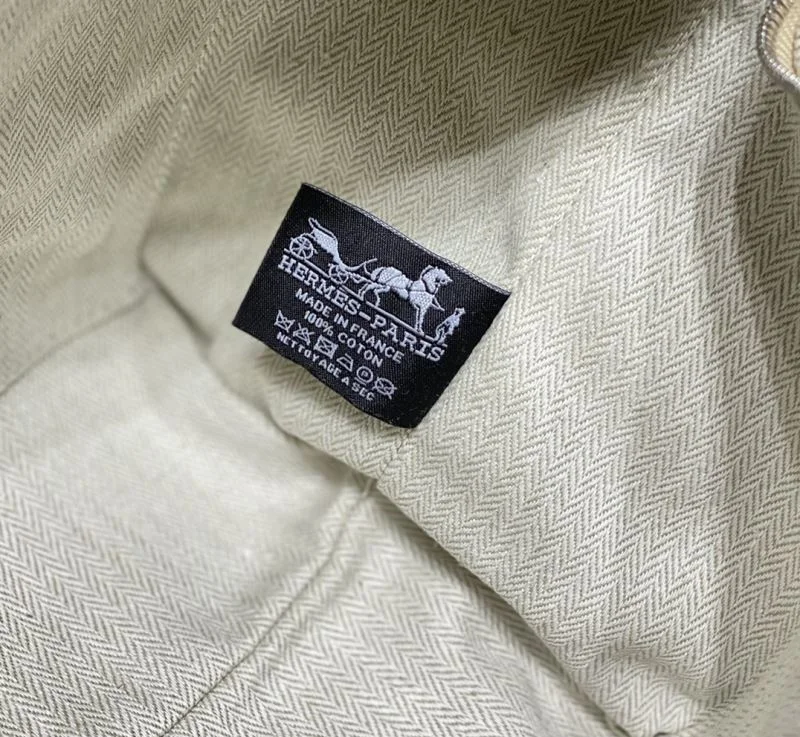 HERMES-PARIS
MADE IN FRANCE
100% COTON
NETTOYAGE A SEC